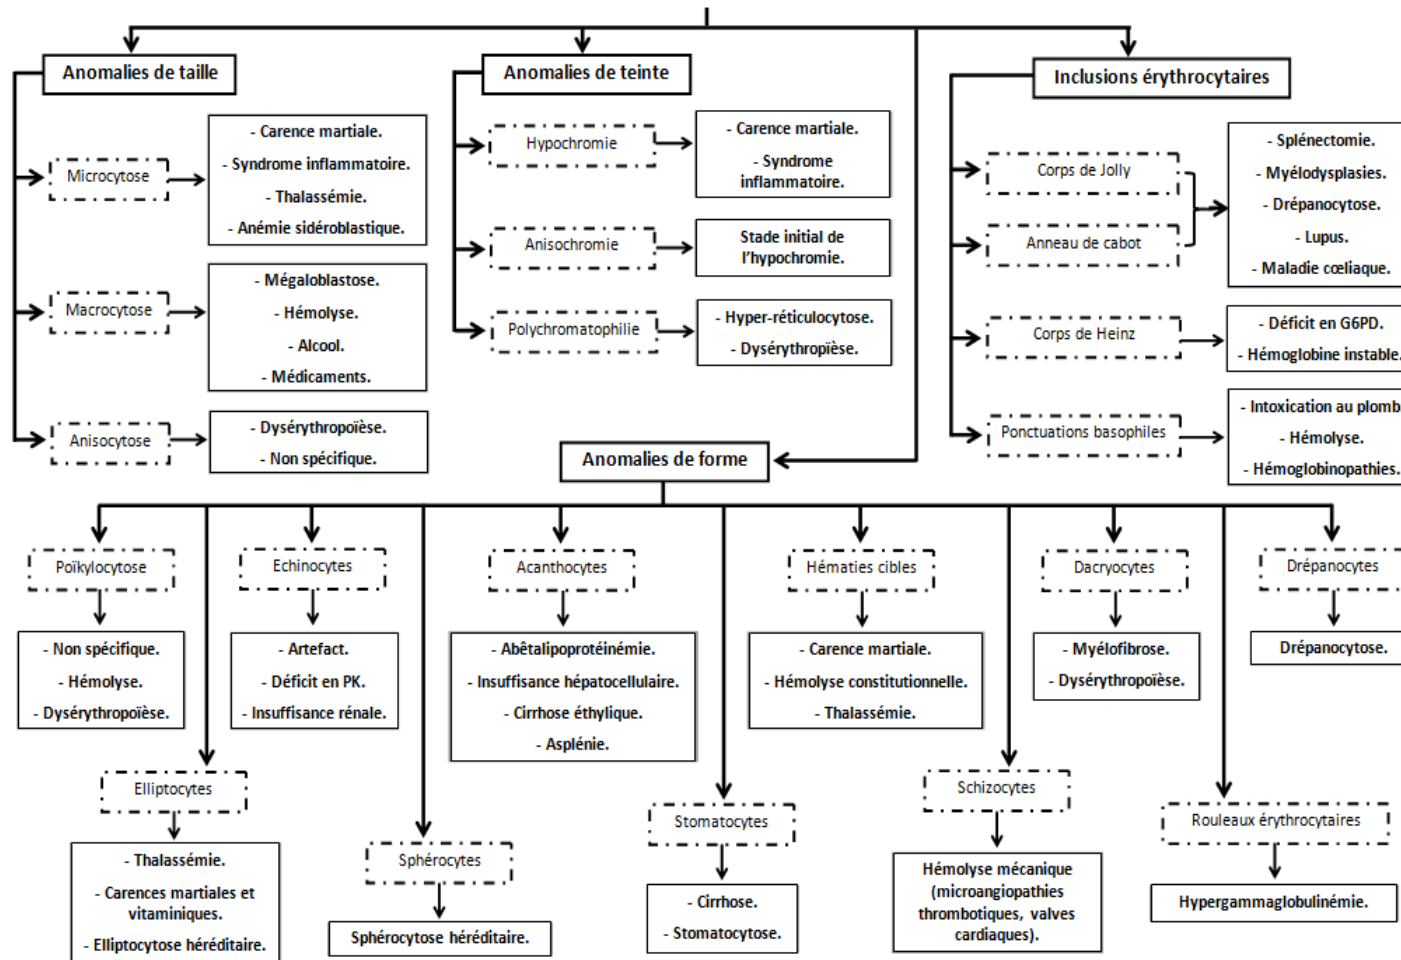 Anomalies de taille
Microcytose
- Carence martiale.
- Syndrome inflammatoire.
- Thalassémie.
- Anémie sidéroblastique.
Macrocytose
- Mégaloblastose.
- Hémolyse.
- Alcool.
- Médicaments.
Anisocytose
- Dysérythropoïèse.
- Non spécifique.
Anomalies de teinte
Hypochromie
- Carence martiale.
- Syndrome
inflammatoire.
Anisochromie
Stade initial de
l'hypochromie.
Polychromatophilie
- Hyper-réticulocytose.
- Dysérythropïèse.
Inclusions érythrocytaires
Corps de Jolly
Anneau de cabot
- Splénectomie.
- Myélodysplasies.
- Drépanocytose.
- Lupus.
- Maladie cœliaque.
Corps de Heinz
- Déficit en G6PD.
- Hémoglobine instable.
Ponctuations basophiles
- Intoxication au plomb
- Hémolyse.
- Hémoglobinopathies.
Anomalies de forme
Poïkylocytose
- Non spécifique.
- Hémolyse.
- Dysérythropoïèse.
Echinocytes
- Artefact.
- Déficit en PK.
- Insuffisance rénale.
Acanthocytes
- Abêtalipoprotéinémie.
- Insuffisance hépatocellulaire.
- Cirrhose éthylique.
- Asplénie.
Hématies cibles
- Carence martiale.
- Hémolyse constitutionnelle.
- Thalassémie.
Dacryocytes
- Myélofibrose.
- Dysérythropoïèse.
Drépanocytes
Drépanocytose.
Elliptocytes
- Thalassémie.
- Carences martiales et
vitaminiques.
- Elliptocytose héréditaire.
Sphérocytes
Sphérocytose héréditaire.
Stomatocytes
- Cirrhose.
- Stomatocytose.
Schizocytes
Hémolyse mécanique
(microangiopathies
thrombotiques, valves
cardiaques).
Rouleaux érythrocytaires
Hypergammaglobulinémie.